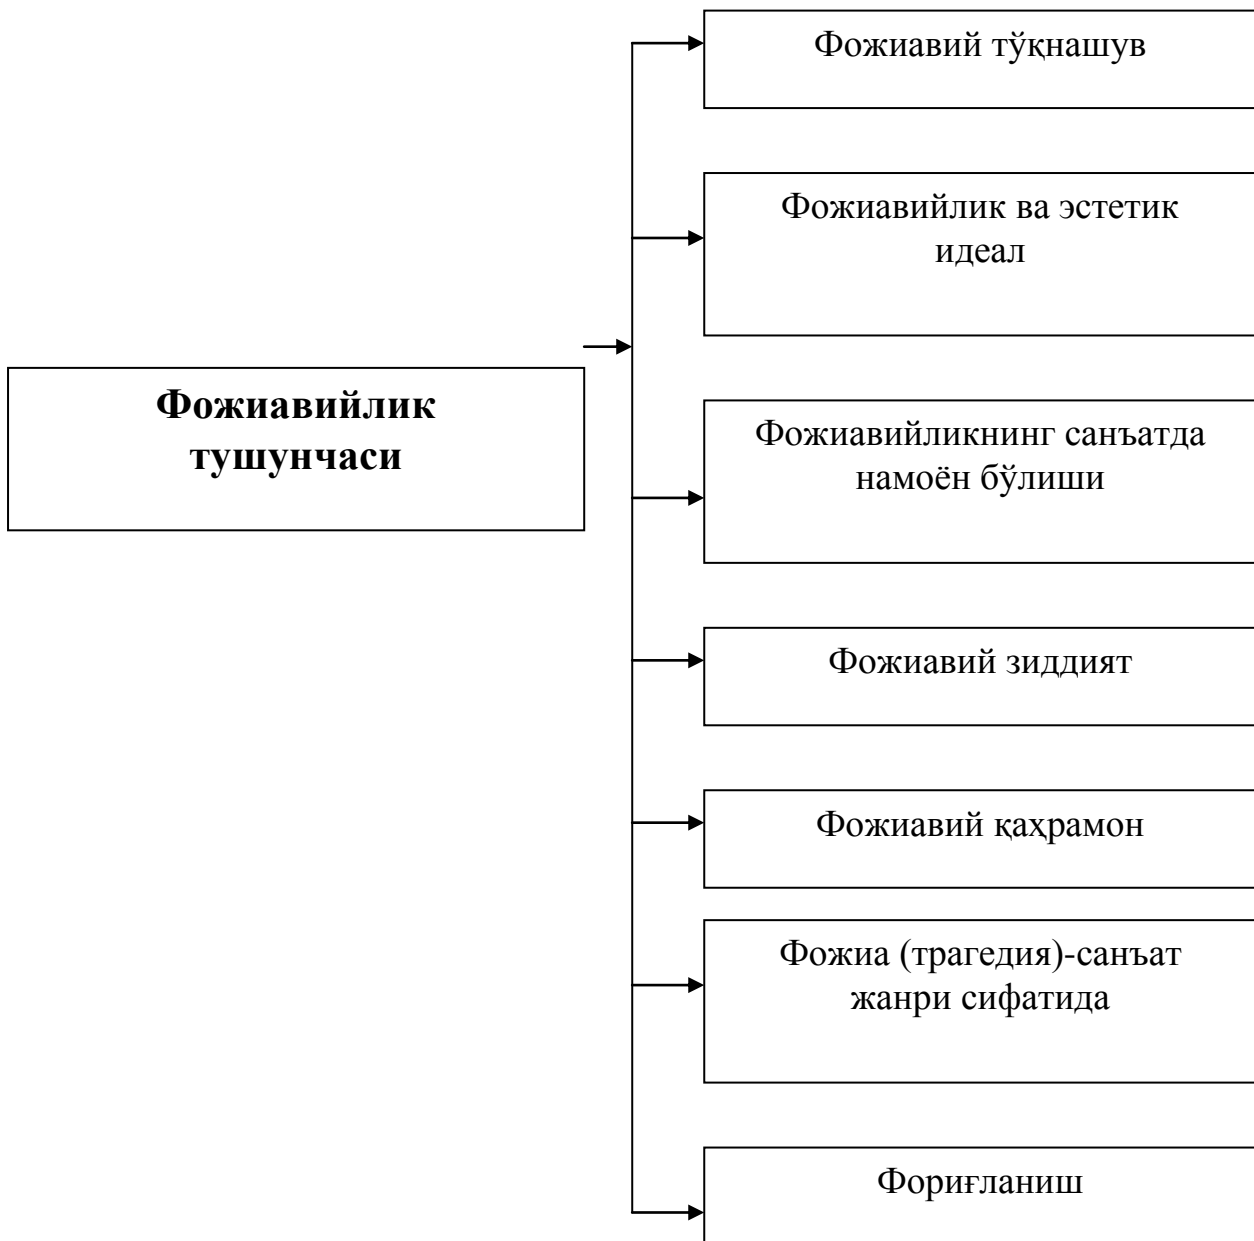 Фожиавий тўқнашув
Фожиавийлик ва эстетик
идеал
Фожиавийлик
тушунчаси
Фожиавийликнинг санъатда
намоён бўлиши
Фожиавий зиддият
Фожиавий қаҳрамон
Фожиа (трагедия)-санъат
жанри сифатида
Фориғланиш